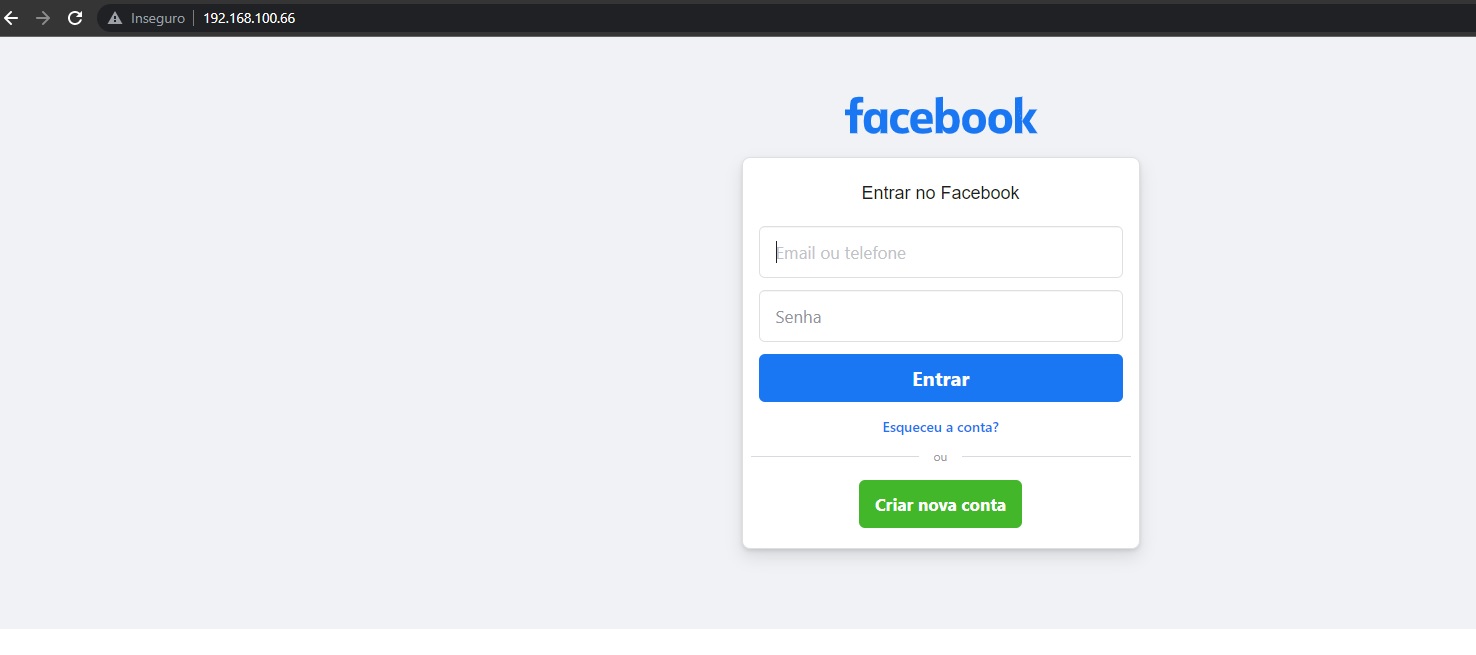 Inseguro 192.168.100.66
facebook
Entrar no Facebook
Email ou telefone
Senha
Entrar
Esqueceu a conta?
ou
Criar nova conta